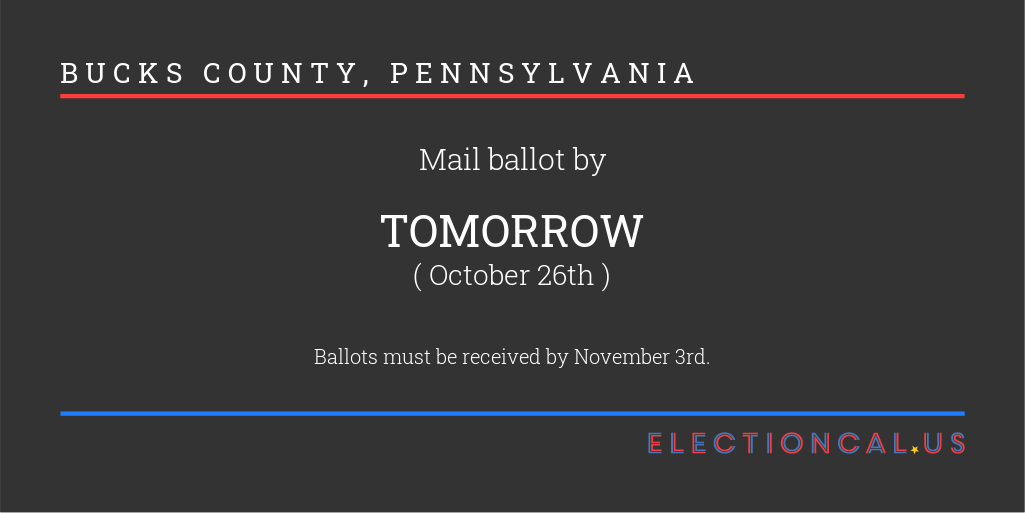 BUCKS COUNTY, PENNSYLVANIA
Mail ballot by
TOMORROW
( October 26th )
Ballots must be received by November 3rd.
ELECTIONCAL★US